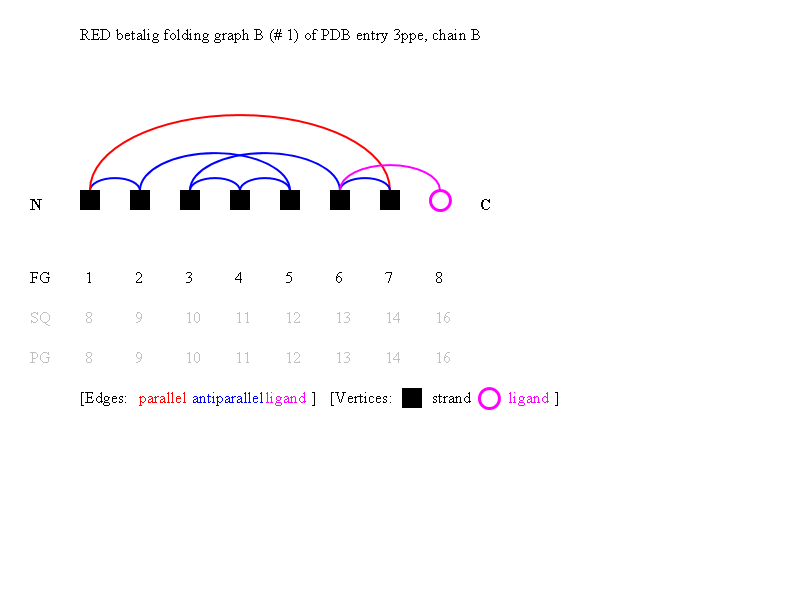 RED betalig folding graph B (# 1) of PDB entry 3ppe, chain B
N C
FG 1 2 3 4 5 6 7 8
SQ 8 9 10 11 12 13 14 16
PG 8 9 10 11 12 13 14 16
[Edges: parallel antiparallel ligand ] [Vertices: strand ligand ]